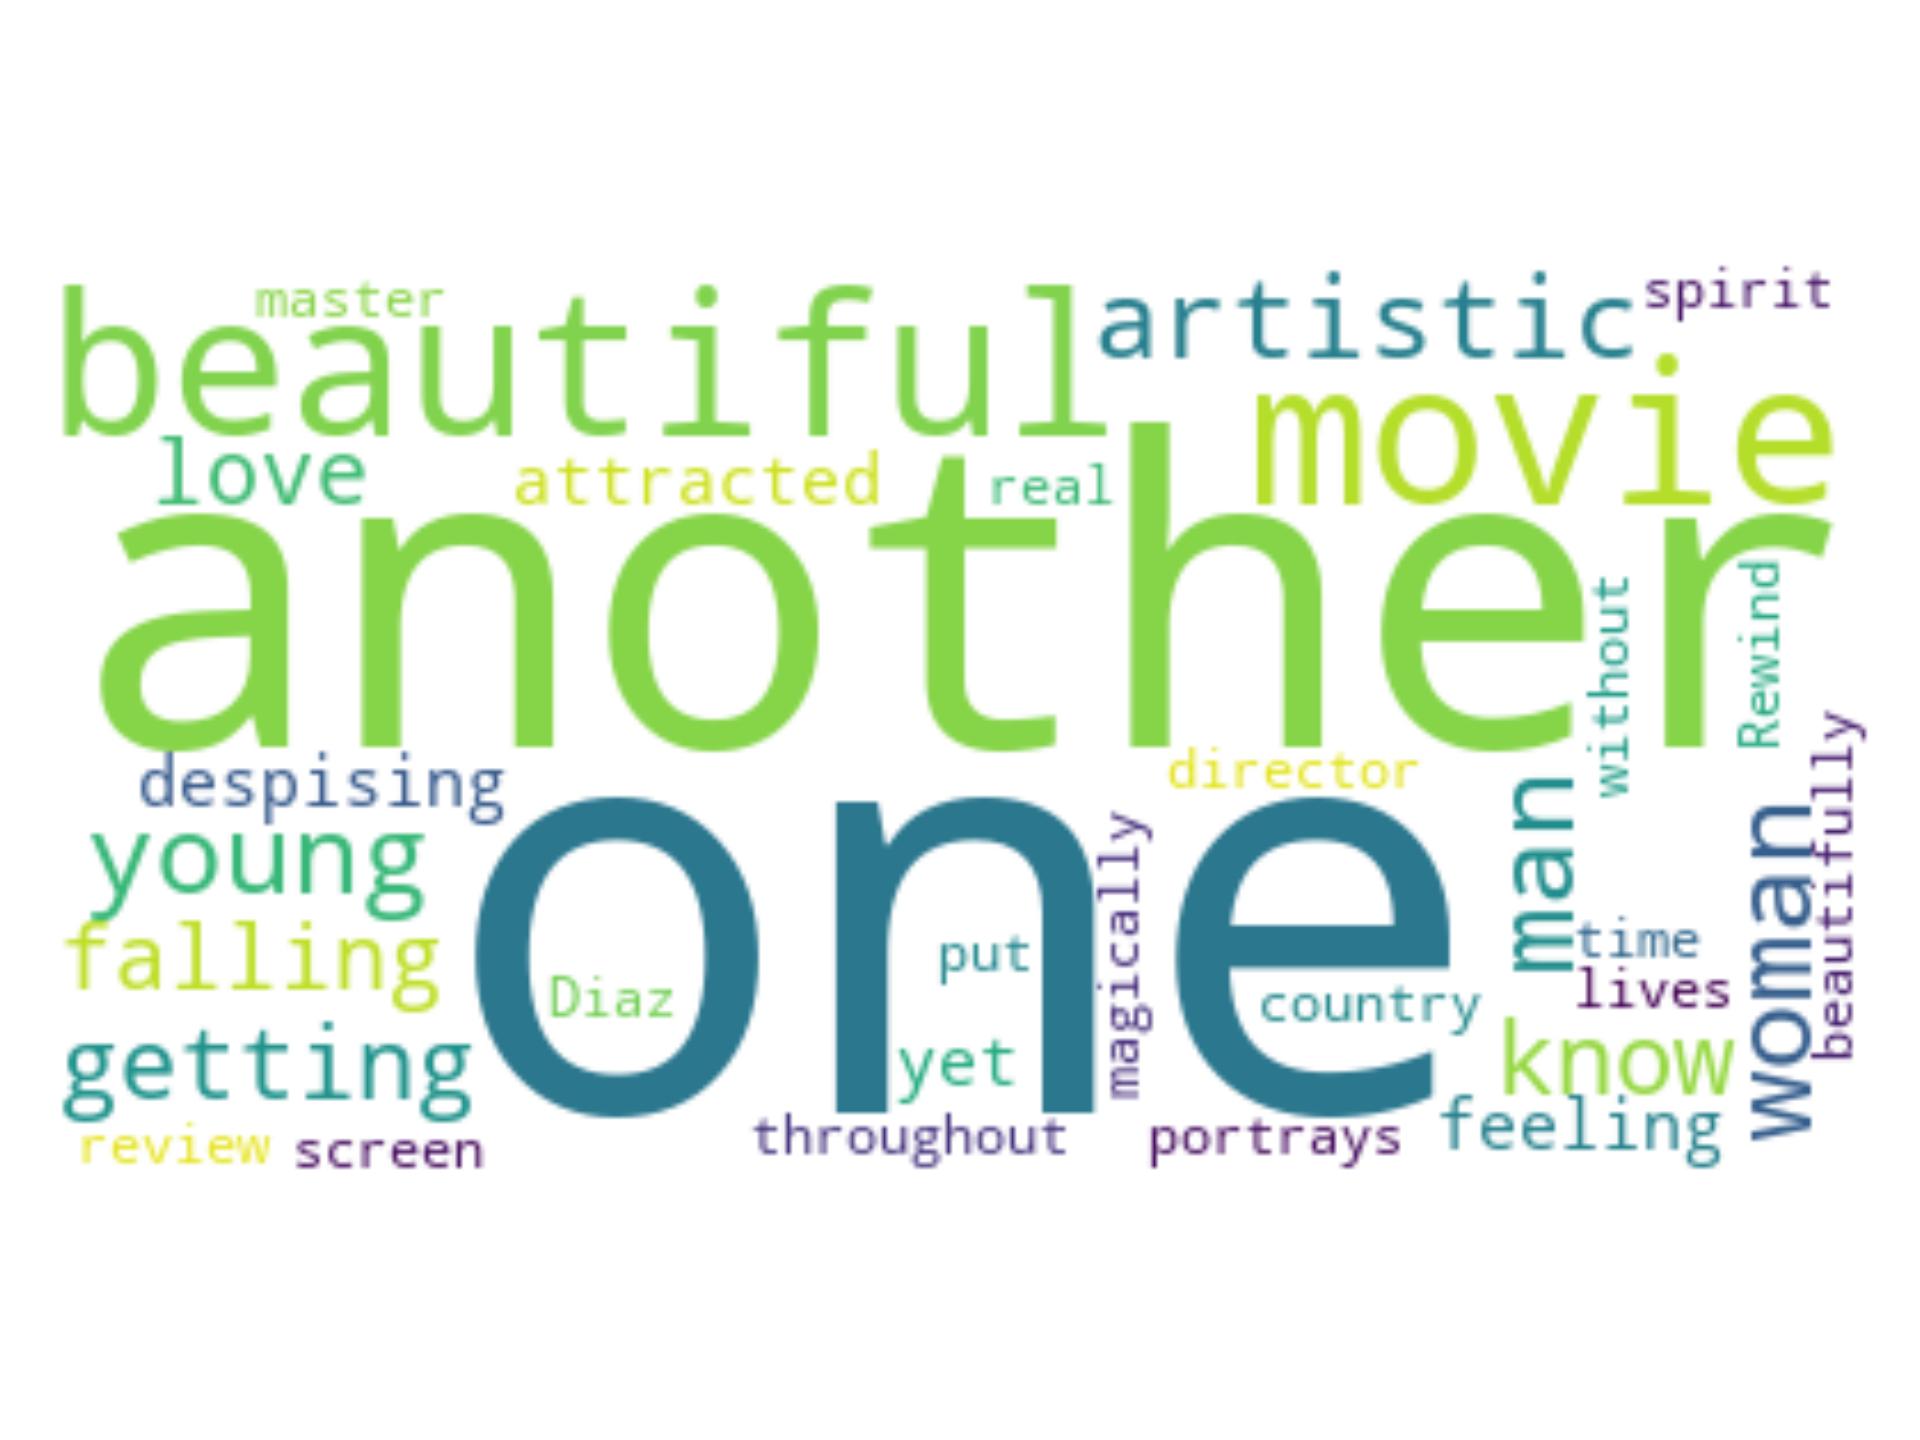 beautiful
master
artistic
spirit
movie
love
attracted
real
another
without
Rewind
despising
director
one
young
man
woman
beautifully
magically
falling
Diaz
put
time
country
lives
getting
yet
know
feeling
review
screen
throughout
portrays